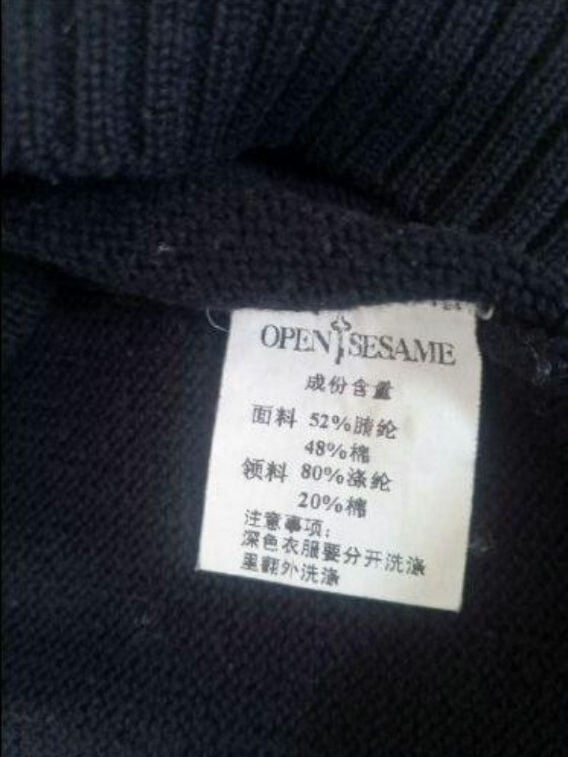 OPEN SESAME
成份含量
面料 52%腈纶
48%棉
领料 80%涤纶
20%棉
注意事项:
深色衣服要分开洗涤
里翻外洗涤